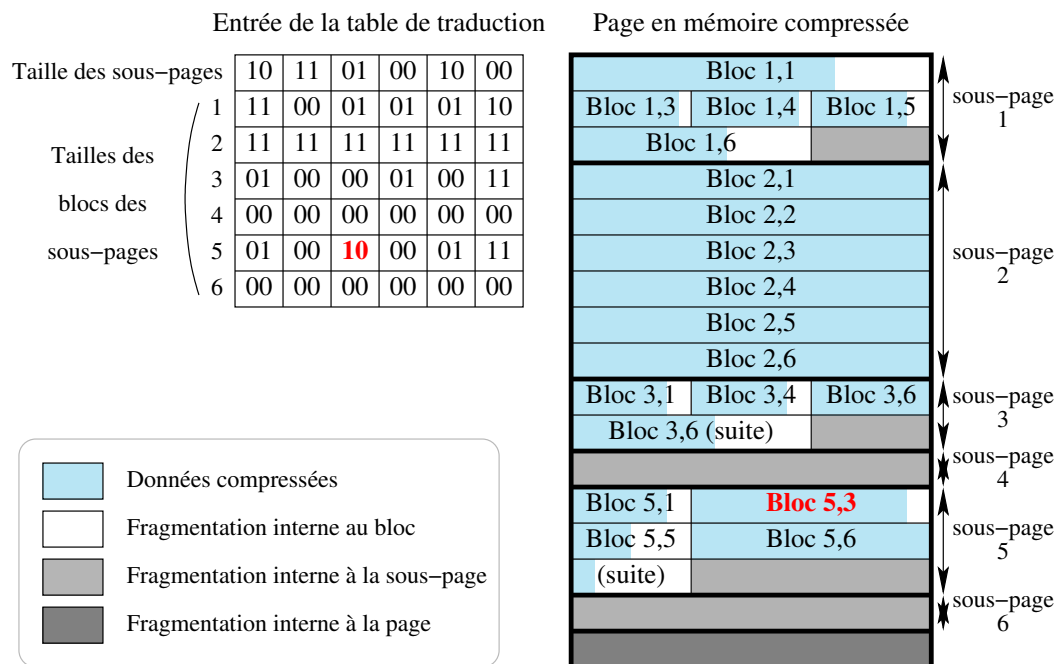 Entrée de la table de traduction
Page en mémoire compressée
Taille des sous−pages 10 11 01 00 10 00
1 11 00 01 01 01 10
2 11 11 11 11 11 11
3 01 00 00 01 00 11
4 00 00 00 00 00 00
5 01 00 10 00 01 11
6 00 00 00 00 00 00
Tailles des
blocs des
sous−pages
Bloc 1,1
Bloc 1,3 Bloc 1,4 Bloc 1,5
Bloc 1,6
sous−page
1
Bloc 2,1
Bloc 2,2
Bloc 2,3
Bloc 2,4
Bloc 2,5
Bloc 2,6
sous−page
2
Bloc 3,1 Bloc 3,4 Bloc 3,6
Bloc 3,6 (suite)
sous−page
3
sous−page
4
Bloc 5,1 Bloc 5,3
Bloc 5,5 Bloc 5,6
(suite)
sous−page
5
sous−page
6
Données compressées
Fragmentation interne au bloc
Fragmentation interne à la sous−page
Fragmentation interne à la page